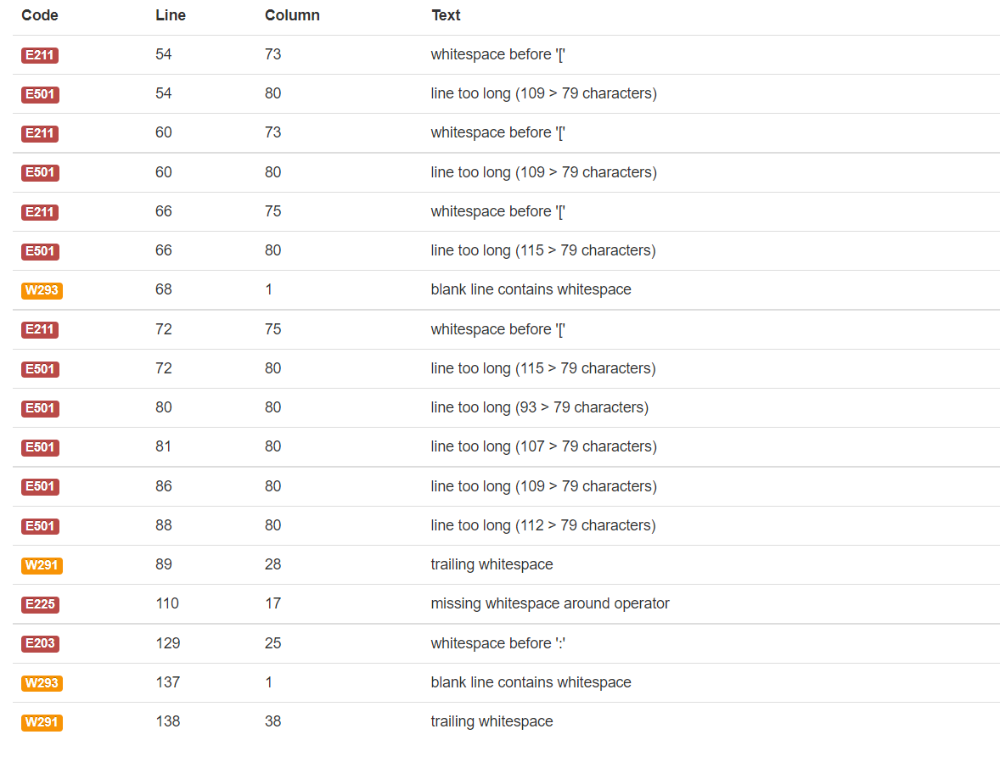 Code Line Column Text
E211 54 73 whitespace before '['
E501 54 80 line too long (109 > 79 characters)
E211 60 73 whitespace before '['
E501 60 80 line too long (109 > 79 characters)
E211 66 75 whitespace before '['
E501 66 80 line too long (115 > 79 characters)
W293 68 1 blank line contains whitespace
E211 72 75 whitespace before '['
E501 72 80 line too long (115 > 79 characters)
E501 80 80 line too long (93 > 79 characters)
E501 81 80 line too long (107 > 79 characters)
E501 86 80 line too long (109 > 79 characters)
E501 88 80 line too long (112 > 79 characters)
W291 89 28 trailing whitespace
E225 110 17 missing whitespace around operator
E203 129 25 whitespace before ':'
W293 137 1 blank line contains whitespace
W291 138 38 trailing whitespace